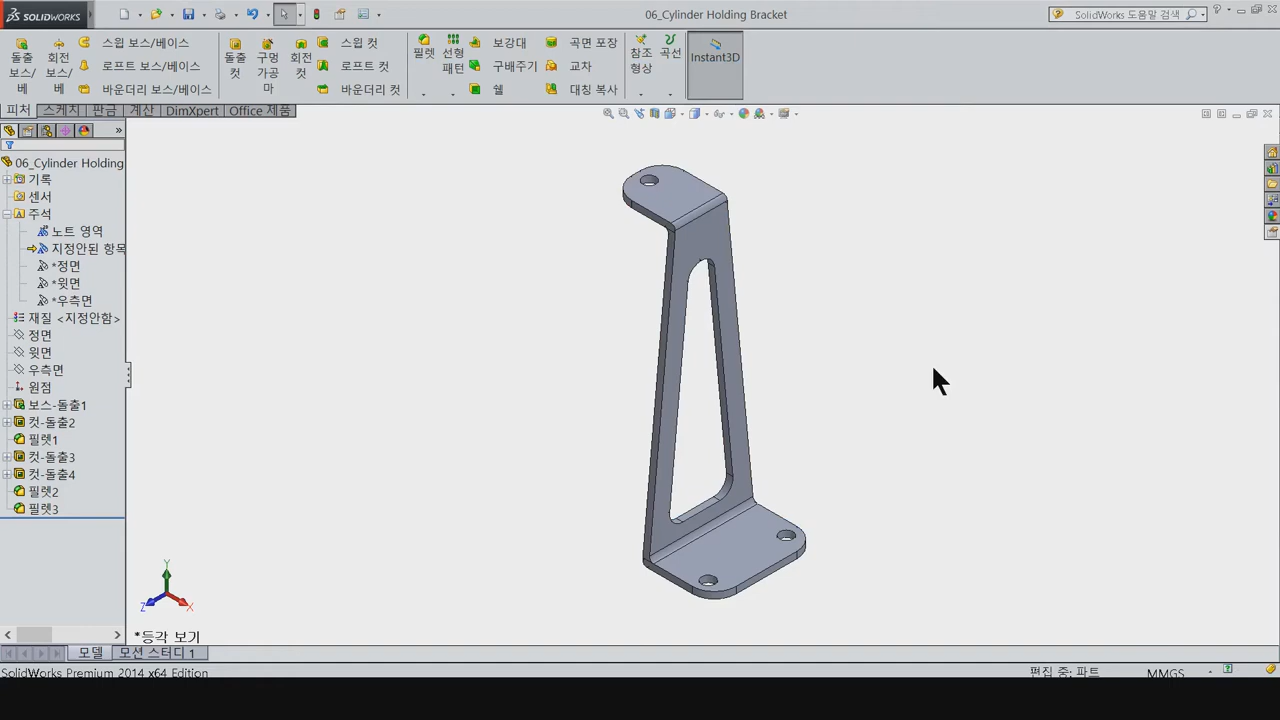 SOLIDWORKS
06_Cylinder Holding Bracket
SolidWorks 도움말 검색
돌출 보스/베
회전 보스/베
스윕 보스/베이스
로프트 보스/베이스
바운더리 보스/베이스
돌출 컷
구멍 가공 마
회전 컷
스윕 컷
로프트 컷
바운더리 컷
필렛
선형 패턴
보강대
구배주기
쉘
곡면 포장
교차
대칭 복사
참조 형상
곡선
Instant3D
피처
스케치
판금
계산
DimXpert
Office 제품
06_Cylinder Holding
기록
센서
주석
노트 영역
지정안된 항목
*정면
*윗면
*우측면
재질 <지정안함>
정면
윗면
우측면
원점
보스-돌출1
컷-돌출2
필렛1
컷-돌출3
컷-돌출4
필렛2
필렛3
Y
Z
X
*등각 보기
모델
모션 스터디 1
SolidWorks Premium 2014 x64 Edition
편집 중: 파트
MMGS